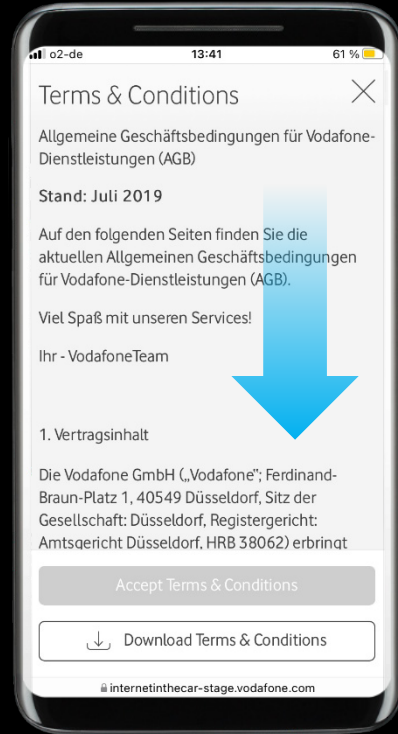 o2-de 13:41 61 %
Terms & Conditions
Allgemeine Geschäftsbedingungen für Vodafone-
Dienstleistungen (AGB)
Stand: Juli 2019
Auf den folgenden Seiten finden Sie die
aktuellen Allgemeinen Geschäftsbedingungen
für Vodafone-Dienstleistungen (AGB).
Viel Spaß mit unseren Services!
Ihr - VodafoneTeam
1. Vertragsinhalt
Die Vodafone GmbH („Vodafone“; Ferdinand-
Braun-Platz 1, 40549 Düsseldorf, Sitz der
Gesellschaft: Düsseldorf, Registergericht:
Amtsgericht Düsseldorf, HRB 38062) erbringt
Accept Terms & Conditions
Download Terms & Conditions
internetinthecar-stage.vodafone.com